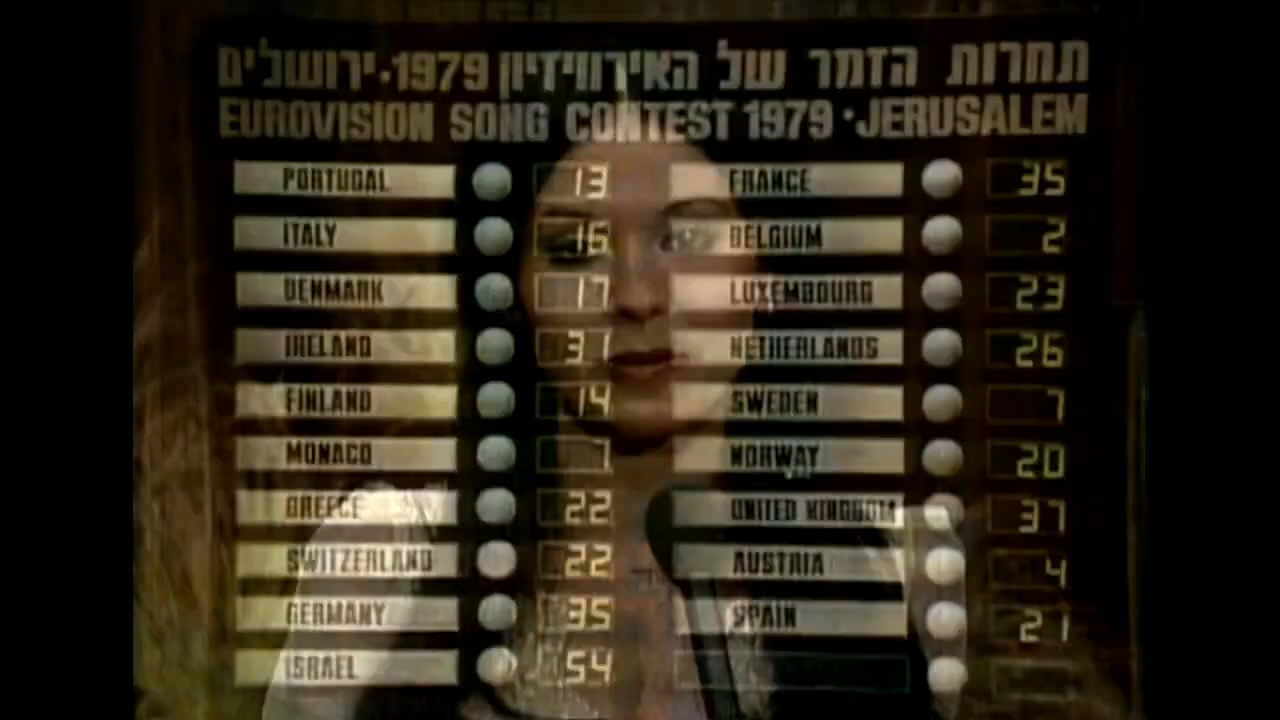 תחרות הזמר של האירוויזיון 1979 · ירושלים
EUROVISION SONG CONTEST 1979 · JERUSALEM
PORTUGAL 13 FRANCE 35
ITALY 16 BELGIUM 2
DENMARK 17 LUXEMBOURG 23
IRELAND 31 NETHERLANDS 26
FINLAND 14 SWEDEN 7
MONACO NORWAY 20
GREECE 22 UNITED KINGDOM 37
SWITZERLAND 22 AUSTRIA 4
GERMANY 35 SPAIN 21
ISRAEL 54